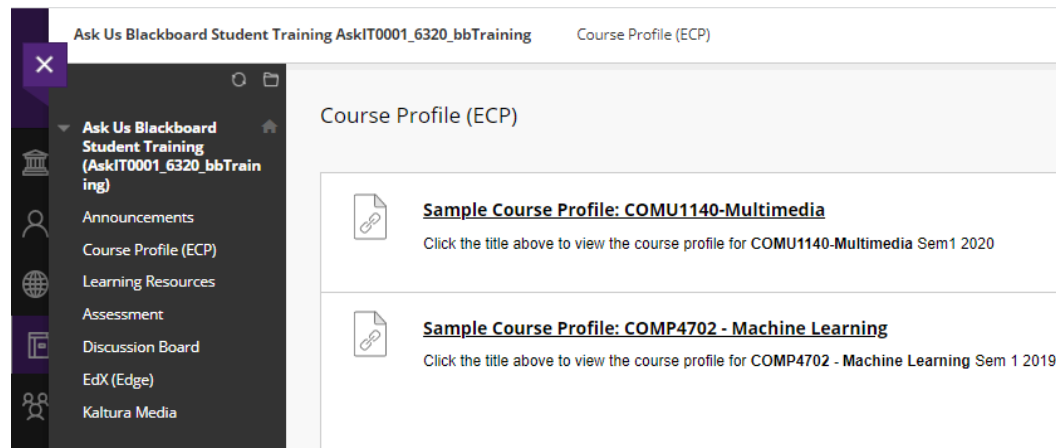 Ask Us Blackboard Student Training AskIT0001_6320_bbTraining Course Profile (ECP)
Ask Us Blackboard
Student Training
(AskIT0001_6320_bbTrain
ing)
Announcements
Course Profile (ECP)
Learning Resources
Assessment
Discussion Board
EdX (Edge)
Kaltura Media
Course Profile (ECP)
Sample Course Profile: COMU1140-Multimedia
Click the title above to view the course profile for COMU1140-Multimedia Sem1 2020
Sample Course Profile: COMP4702 - Machine Learning
Click the title above to view the course profile for COMP4702 - Machine Learning Sem 1 2019